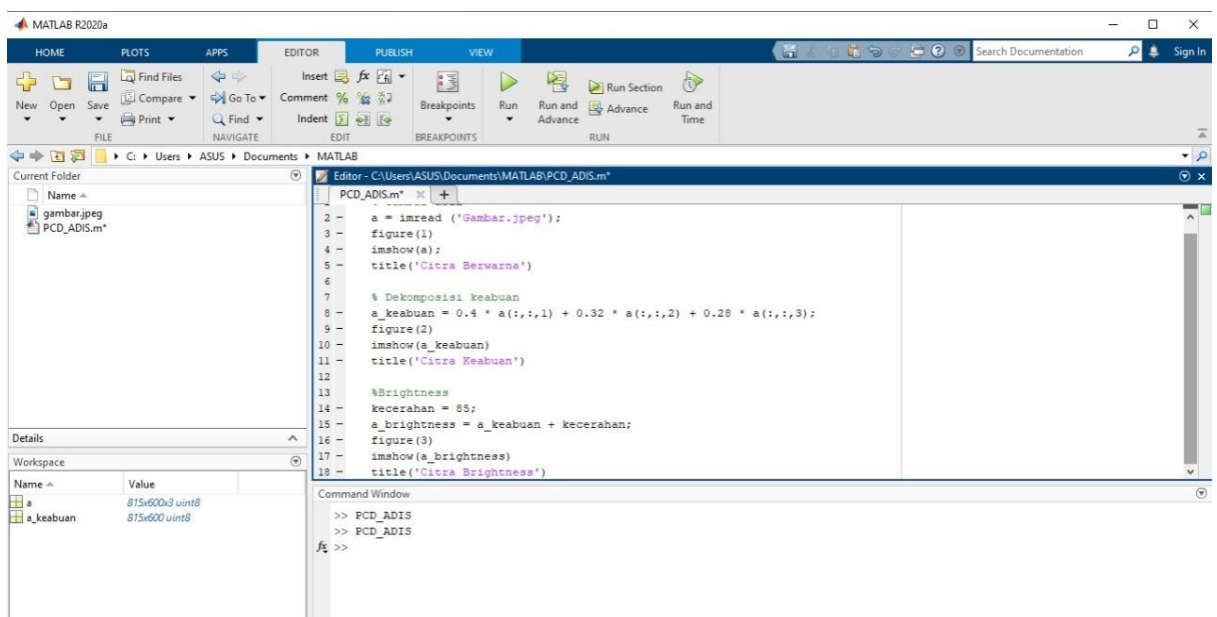 MATLAB R2020a
HOME PLOTS APPS EDITOR PUBLISH VIEW Search Documentation Sign In
New Open Save Find Files Compare Print Go To Find
Insert fx Comment % Indent
Breakpoints Run Run and Advance Run Section Advance Run and Time
FILE NAVIGATE EDIT BREAKPOINTS RUN
C: Users ASUS Documents MATLAB
Current Folder
Name
gambar.jpeg
PCD_ADIS.m*
Details
Workspace
Name Value
a 815x600x3 uint8
a_keabuan 815x600 uint8
Editor - C:\Users\ASUS\Documents\MATLAB\PCD_ADIS.m*
PCD_ADIS.m* +
2 - a = imread ('Gambar.jpeg');
3 - figure(1)
4 - imshow(a);
5 - title('Citra Berwarna')
6
7 % Dekomposisi keabuan
8 - a_keabuan = 0.4 * a(:,:,1) + 0.32 * a(:,:,2) + 0.28 * a(:,:,3);
9 - figure(2)
10 - imshow(a_keabuan)
11 - title('Citra Keabuan')
12
13 %Brightness
14 - kecerahan = 85;
15 - a_brightness = a_keabuan + kecerahan;
16 - figure(3)
17 - imshow(a_brightness)
18 - title('Citra Brightness')
Command Window
>> PCD_ADIS
>> PCD_ADIS
fx >>